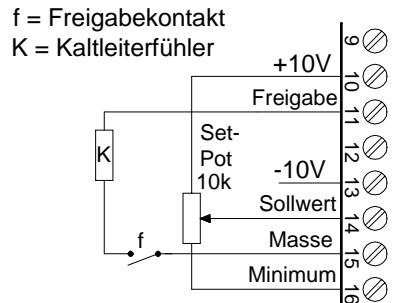 f = Freigabekontakt
K = Kaltleiterfühler
9
+10V
10
Freigabe
11
K
Set-
Pot
10k
12
-10V
13
Sollwert
14
f
Masse
15
Minimum
16